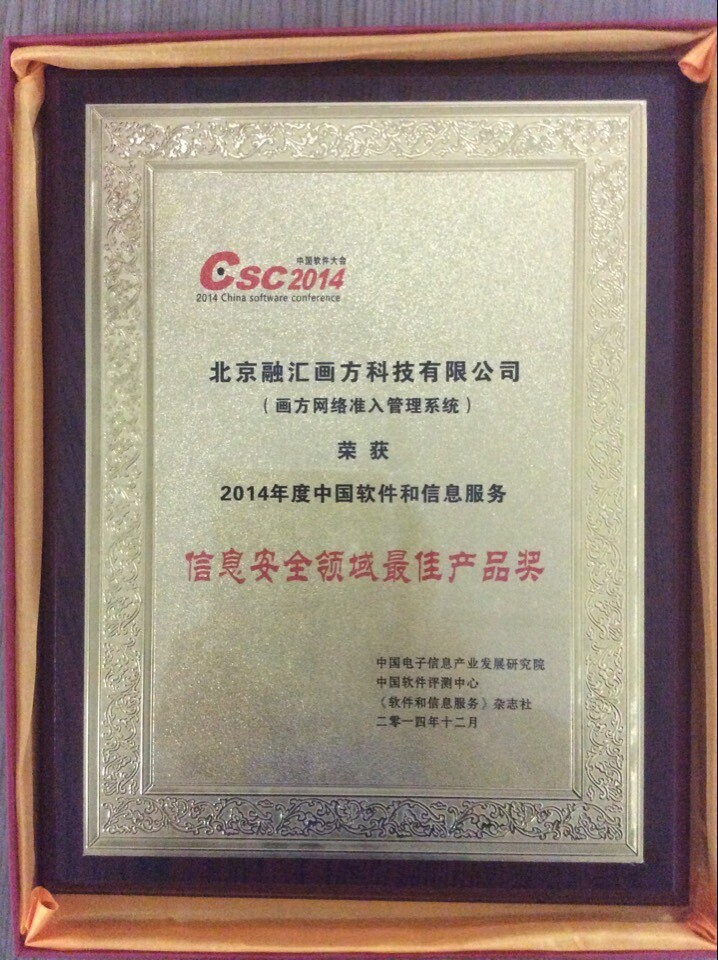 中国软件大会
CSC2014
2014 China software conference
北京融汇画方科技有限公司
（画方网络准入管理系统）
荣 获
2014年度中国软件和信息服务
信息安全领域最佳产品奖
中国电子信息产业发展研究院
中国软件评测中心
《软件和信息服务》杂志社
二零一四年十二月